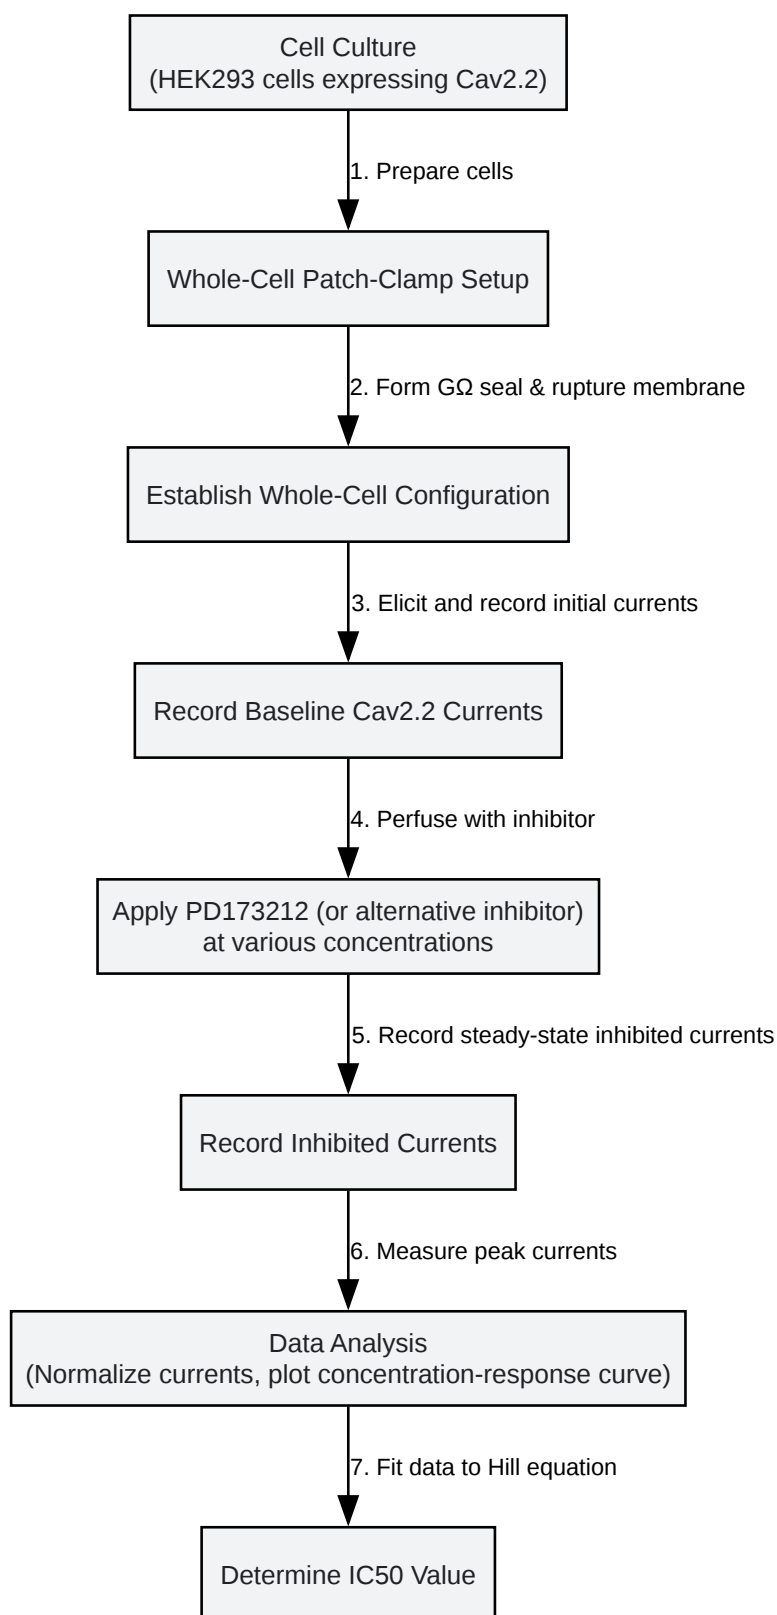 Cell Culture
(HEK293 cells expressing Cav2.2)
1. Prepare cells
Whole-Cell Patch-Clamp Setup
2. Form GΩ seal & rupture membrane
Establish Whole-Cell Configuration
3. Elicit and record initial currents
Record Baseline Cav2.2 Currents
4. Perfuse with inhibitor
Apply PD173212 (or alternative inhibitor)
at various concentrations
5. Record steady-state inhibited currents
Record Inhibited Currents
6. Measure peak currents
Data Analysis
(Normalize currents, plot concentration-response curve)
7. Fit data to Hill equation
Determine IC50 Value